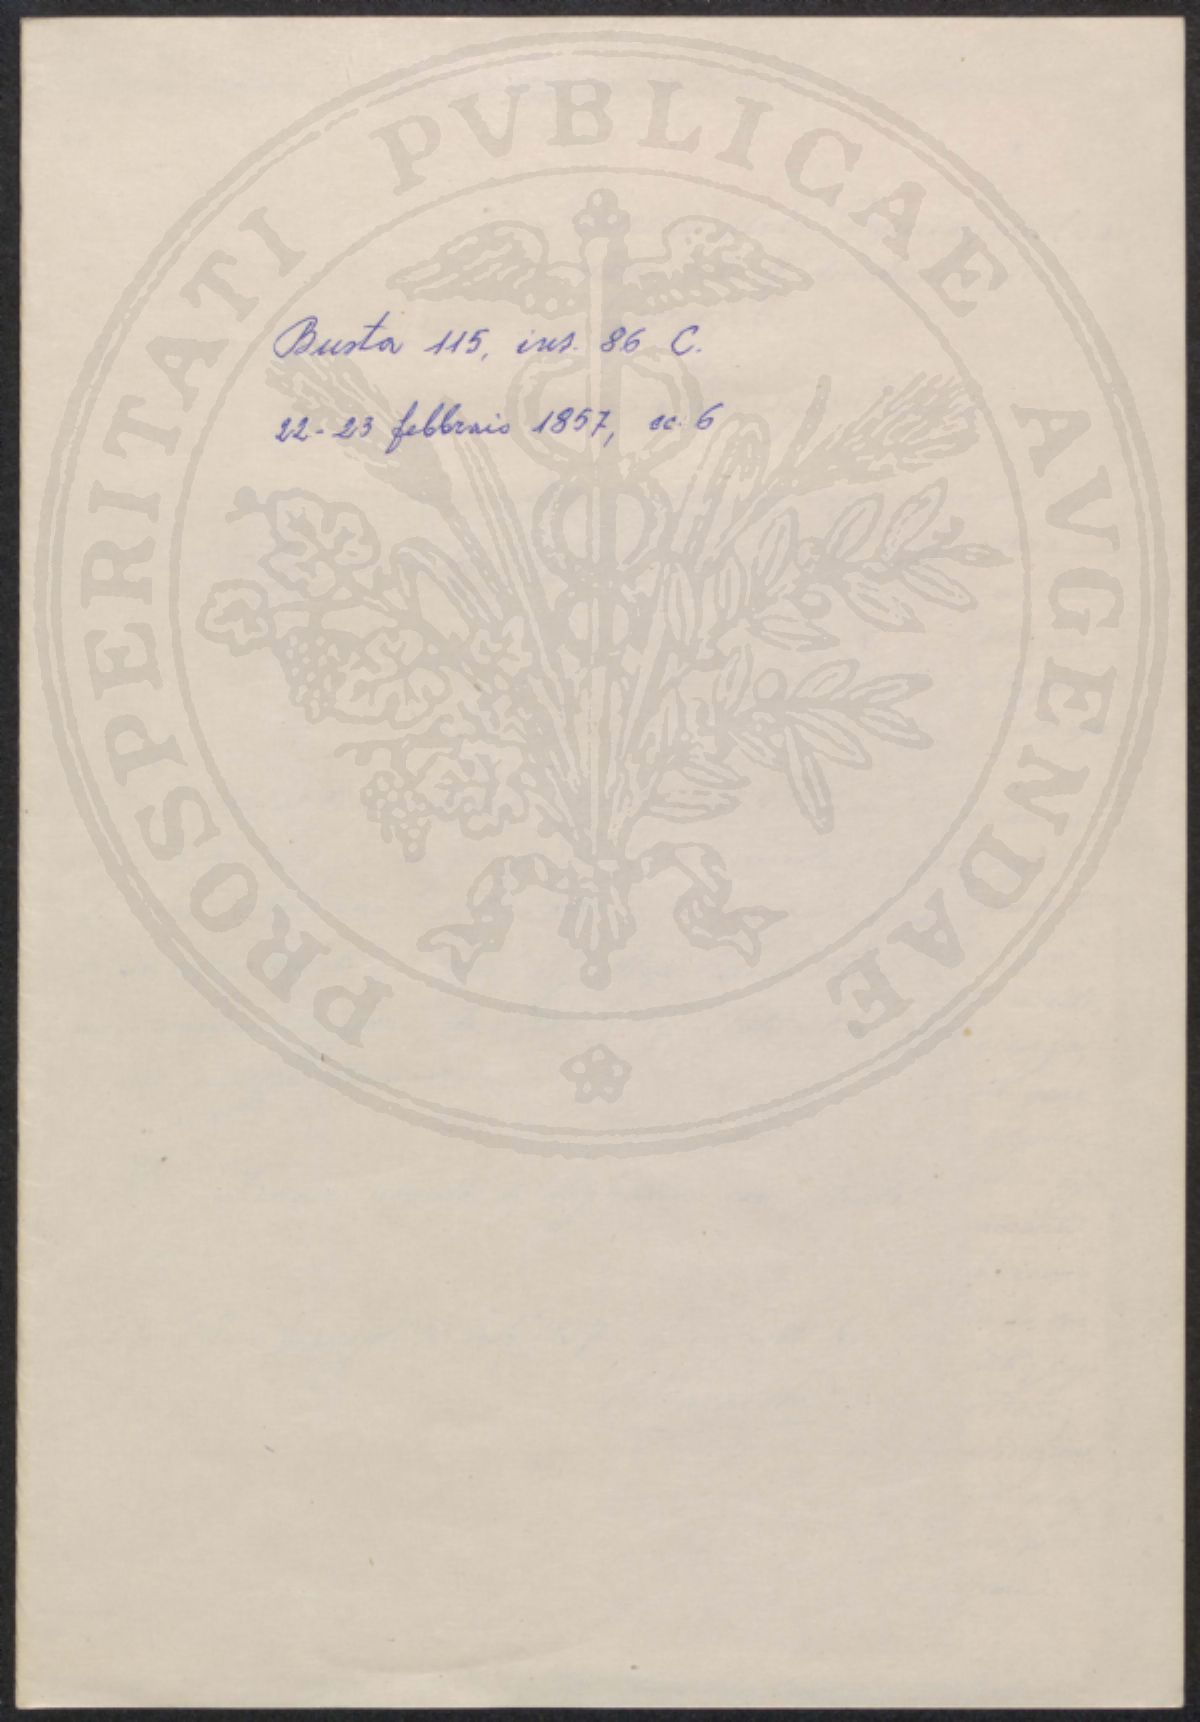 PROSPERITATI PVBLICAE AVGENDAE
Busta 115, ins. 86 C.
22-23 febbraio 1857, cc. 6